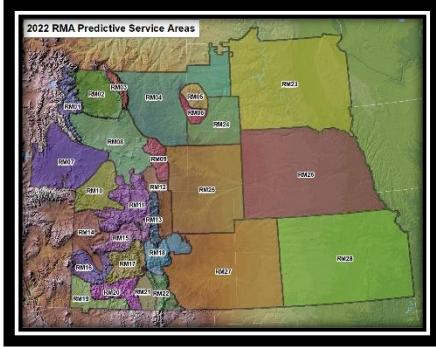 2022 RMA Predictive Service Areas
RM01
RM02
RM03
RM04
RM05
RM06
RM23
RM24
RM08
RM07
RM09
RM10
RM12
RM25
RM26
RM11
RM13
RM14
RM15
RM18
RM16
RM17
RM27
RM28
RM19
RM20
RM21
RM22